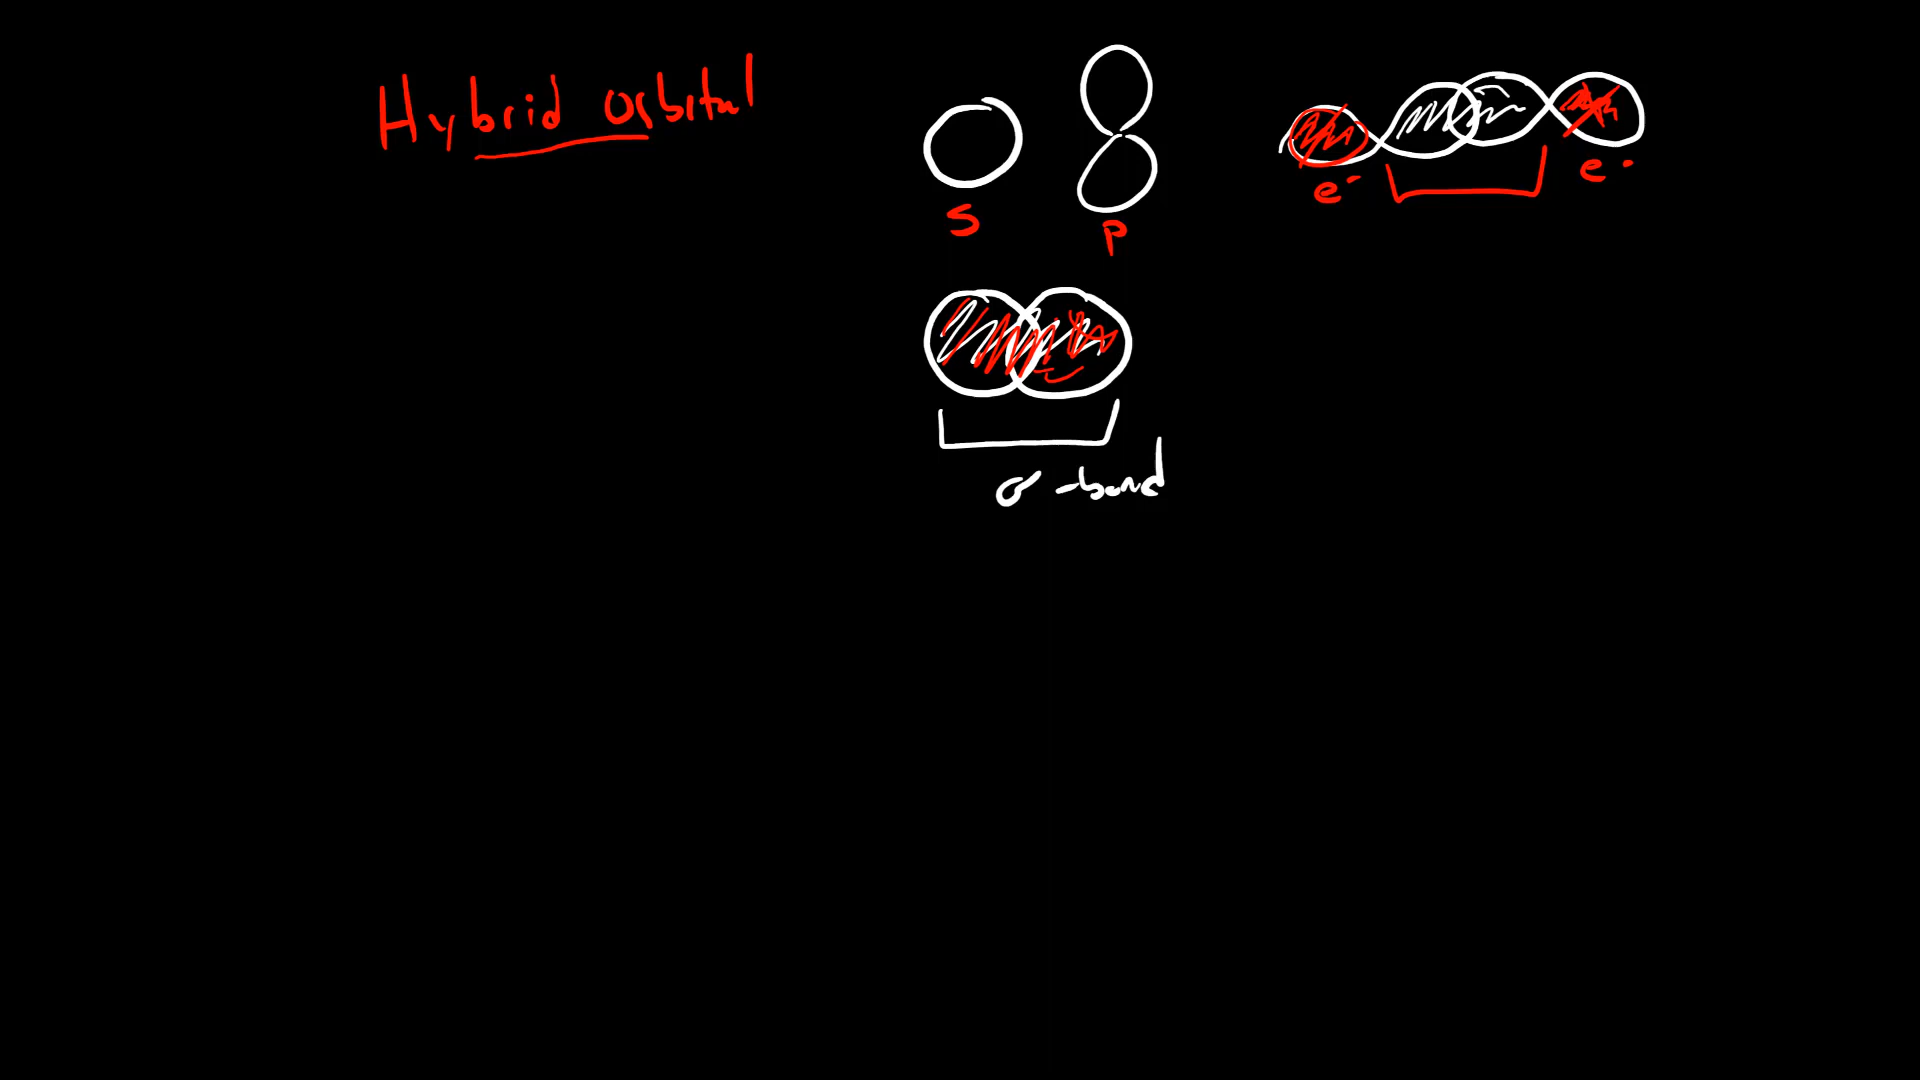 Hybrid orbital
s
p
e-
e-
σ-bond